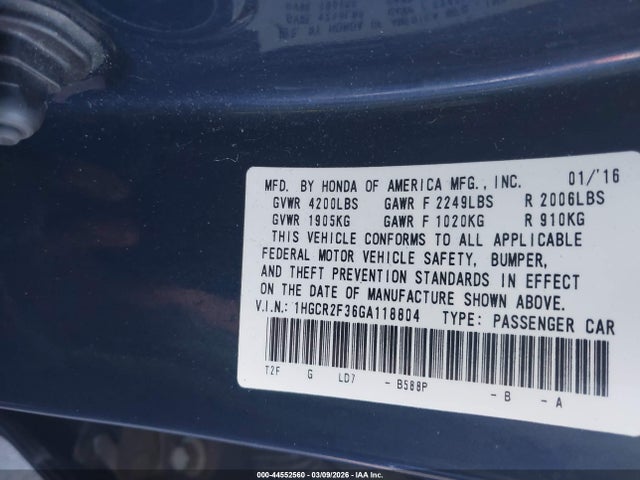 MFD. BY HONDA OF AMERICA MFG., INC. 01/'16
GVWR 4200LBS GAWR F 2249LBS R 2006LBS
GVWR 1905KG GAWR F 1020KG R 910KG
THIS VEHICLE CONFORMS TO ALL APPLICABLE
FEDERAL MOTOR VEHICLE SAFETY, BUMPER,
AND THEFT PREVENTION STANDARDS IN EFFECT
ON THE DATE OF MANUFACTURE SHOWN ABOVE.
V.I.N.: 1HGCR2F36GA118804 TYPE: PASSENGER CAR
T2F G LD7 - B588P - B - A
000-44552560 - 03/09/2026 - IAA Inc.